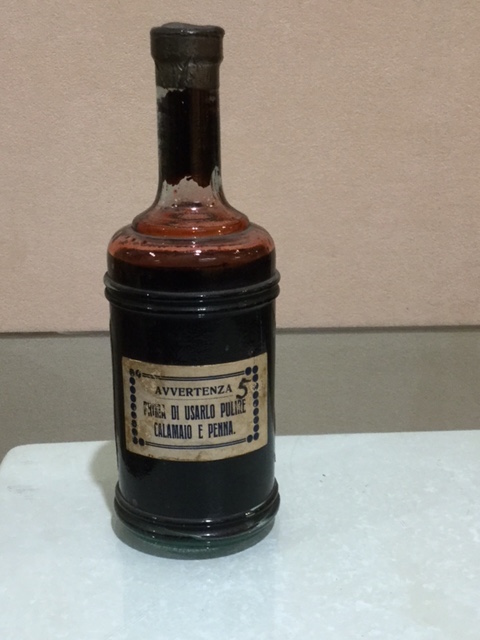 AVVERTENZA 5
PRIMA DI USARLO PULIRE
CALAMAIO E PENNA.